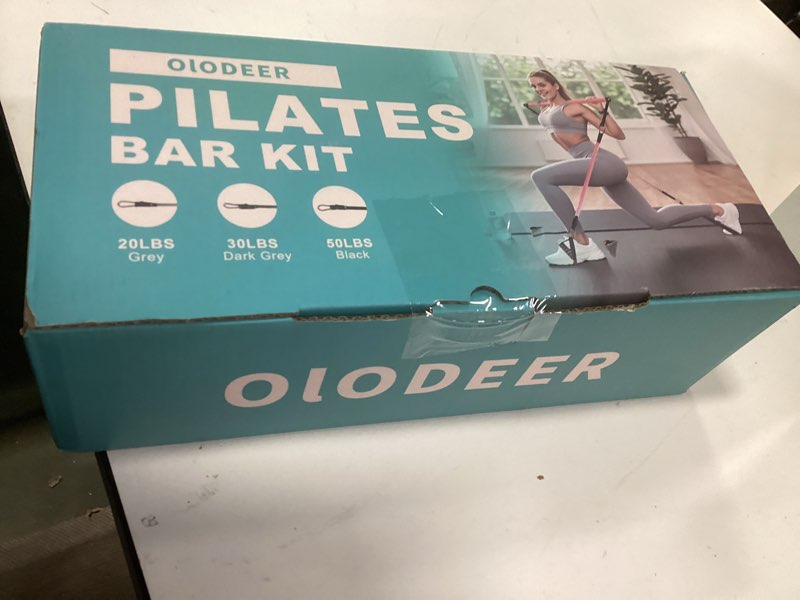 OlODEER
PILATES
BAR KIT
20LBS 30LBS 50LBS
Grey Dark Grey Black
OlODEER